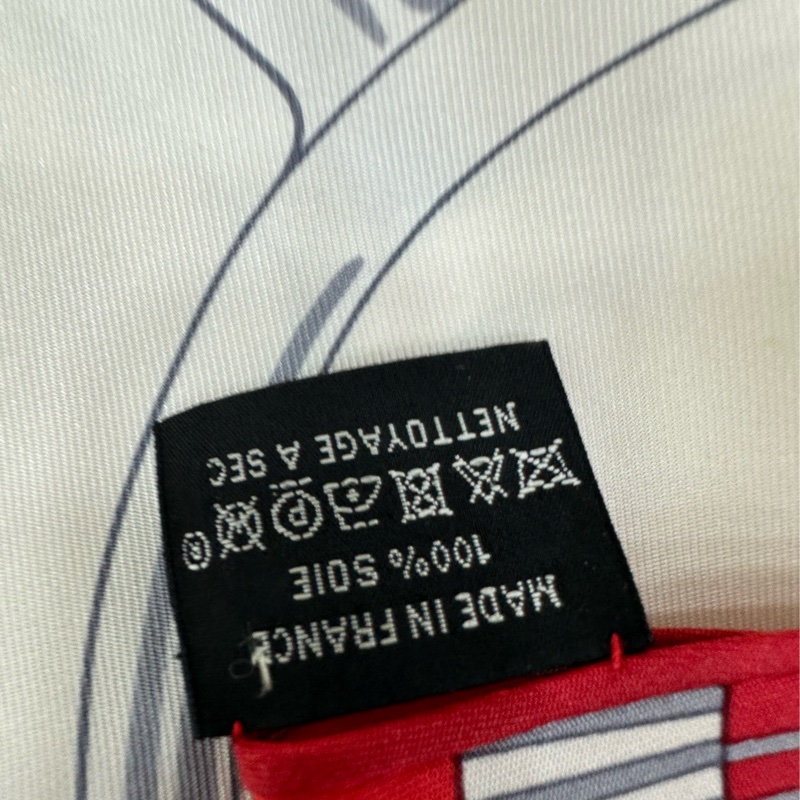 MADE IN FRANCE
100% SOIE
P W ®
NETTOYAGE A SEC